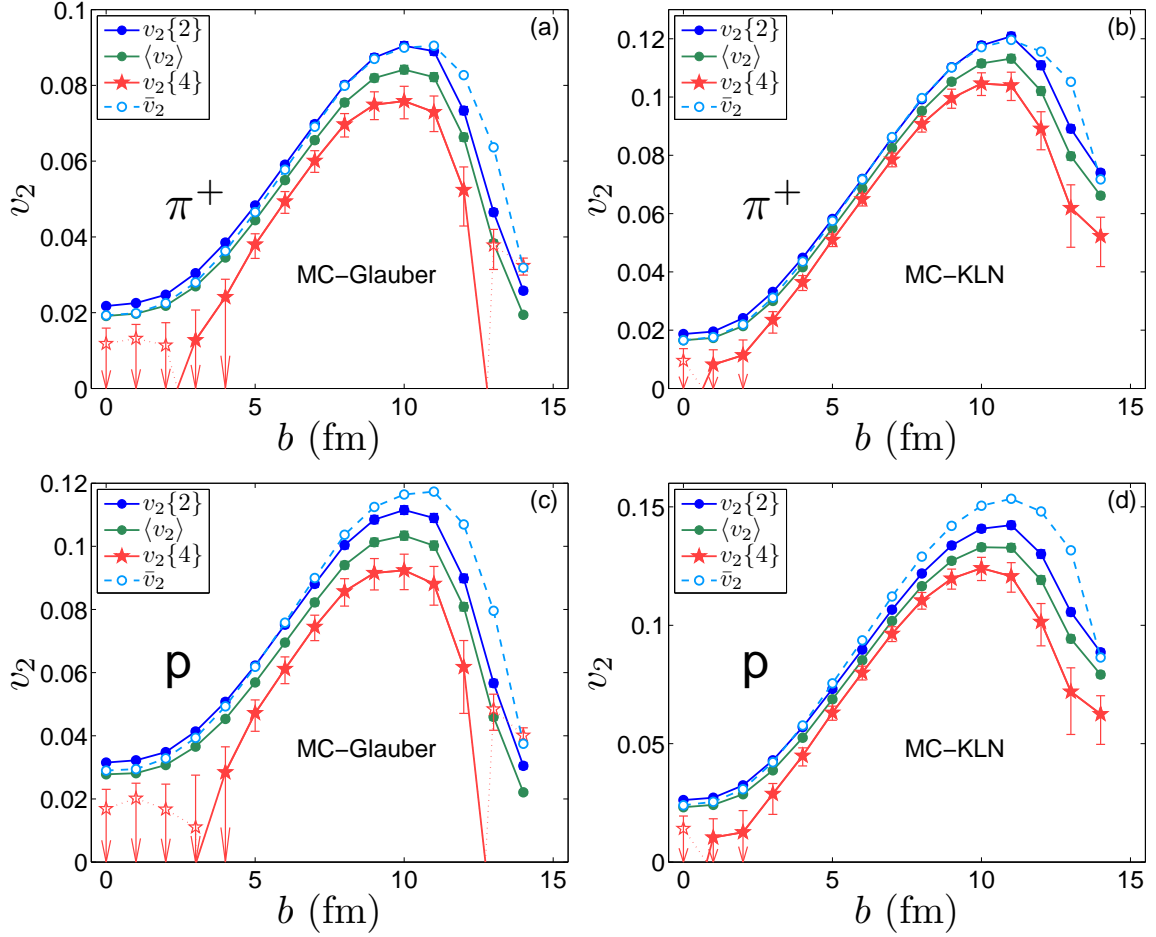 0.1
0.08
0.06
0.04
0.02
0
v₂
(a)
v₂{2}
⟨v₂⟩
v₂{4}
v̄₂
π⁺
MC−Glauber
0 5 10 15
b (fm)
0.12
0.1
0.08
0.06
0.04
0.02
0
v₂
(b)
v₂{2}
⟨v₂⟩
v₂{4}
v̄₂
π⁺
MC−KLN
0 5 10 15
b (fm)
0.12
0.1
0.08
0.06
0.04
0.02
0
v₂
(c)
v₂{2}
⟨v₂⟩
v₂{4}
v̄₂
p
MC−Glauber
0 5 10 15
b (fm)
0.15
0.1
0.05
0
v₂
(d)
v₂{2}
⟨v₂⟩
v₂{4}
v̄₂
p
MC−KLN
0 5 10 15
b (fm)